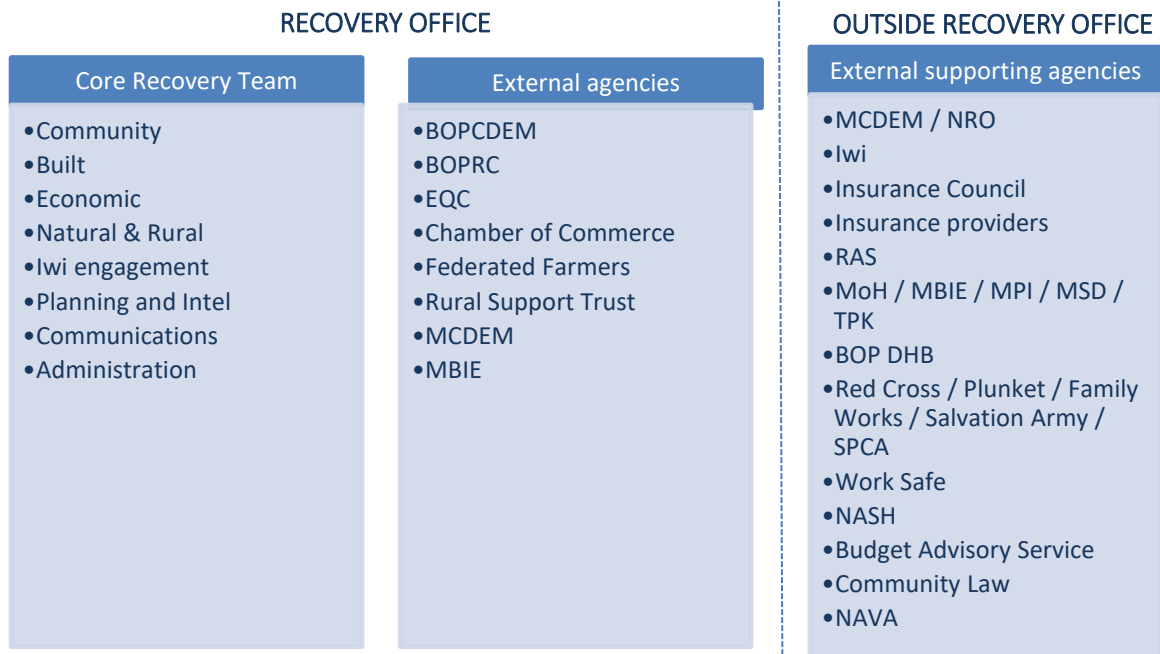 RECOVERY OFFICE
Core Recovery Team
•Community
•Built
•Economic
•Natural & Rural
•Iwi engagement
•Planning and Intel
•Communications
•Administration
External agencies
•BOPCDEM
•BOPRC
•EQC
•Chamber of Commerce
•Federated Farmers
•Rural Support Trust
•MCDEM
•MBIE
OUTSIDE RECOVERY OFFICE
External supporting agencies
•MCDEM / NRO
•Iwi
•Insurance Council
•Insurance providers
•RAS
•MoH / MBIE / MPI / MSD /
TPK
•BOP DHB
•Red Cross / Plunket / Family
Works / Salvation Army /
SPCA
•Work Safe
•NASH
•Budget Advisory Service
•Community Law
•NAVA